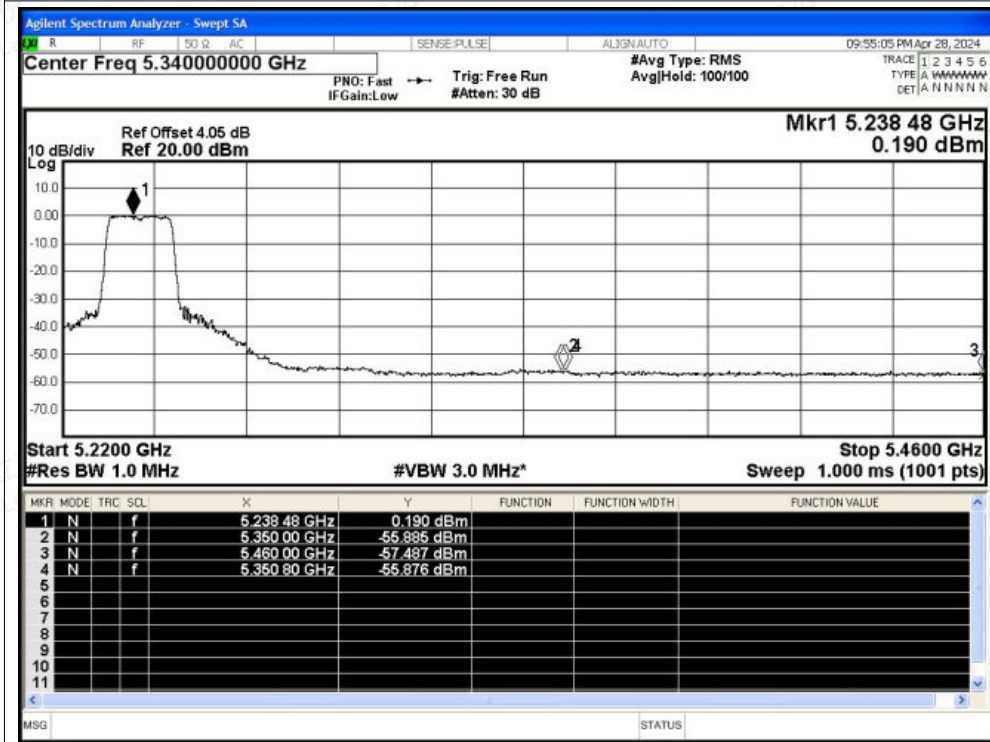 Agilent Spectrum Analyzer - Swept SA
LXI R RF 50 Ω AC SENSE:PULSE ALIGNAUTO 09:55:05 PM Apr 28, 2024
Center Freq 5.340000000 GHz #Avg Type: RMS TRACE 1 2 3 4 5 6
PNO: Fast Trig: Free Run Avg|Hold: 100/100 TYPE A WWWWW
IFGain:Low #Atten: 30 dB DET A N N N N N
Mkr1 5.238 48 GHz
Ref Offset 4.05 dB
10 dB/div Ref 20.00 dBm 0.190 dBm
Log
10.0
1
0.00
-10.0
-20.0
-30.0
-40.0
-50.0
3
-60.0
-70.0
Start 5.2200 GHz Stop 5.4600 GHz
#Res BW 1.0 MHz #VBW 3.0 MHz* Sweep 1.000 ms (1001 pts)
MKR MODE TRC SCL X Y FUNCTION FUNCTION WIDTH FUNCTION VALUE
1 N f 5.238 48 GHz 0.190 dBm
2 N f 5.350 00 GHz -55.885 dBm
3 N f 5.460 00 GHz -57.487 dBm
4 N f 5.350 80 GHz -55.876 dBm
5
6
7
8
9
10
11
MSG STATUS